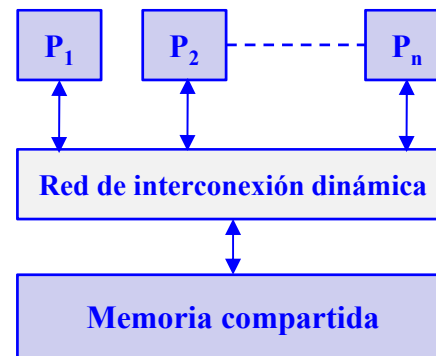 P1 P2 Pn
Red de interconexión dinámica
Memoria compartida